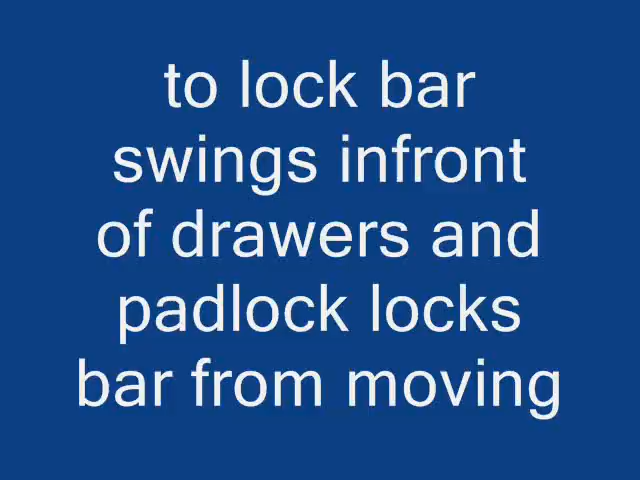 to lock bar
swings infront
of drawers and
padlock locks
bar from moving